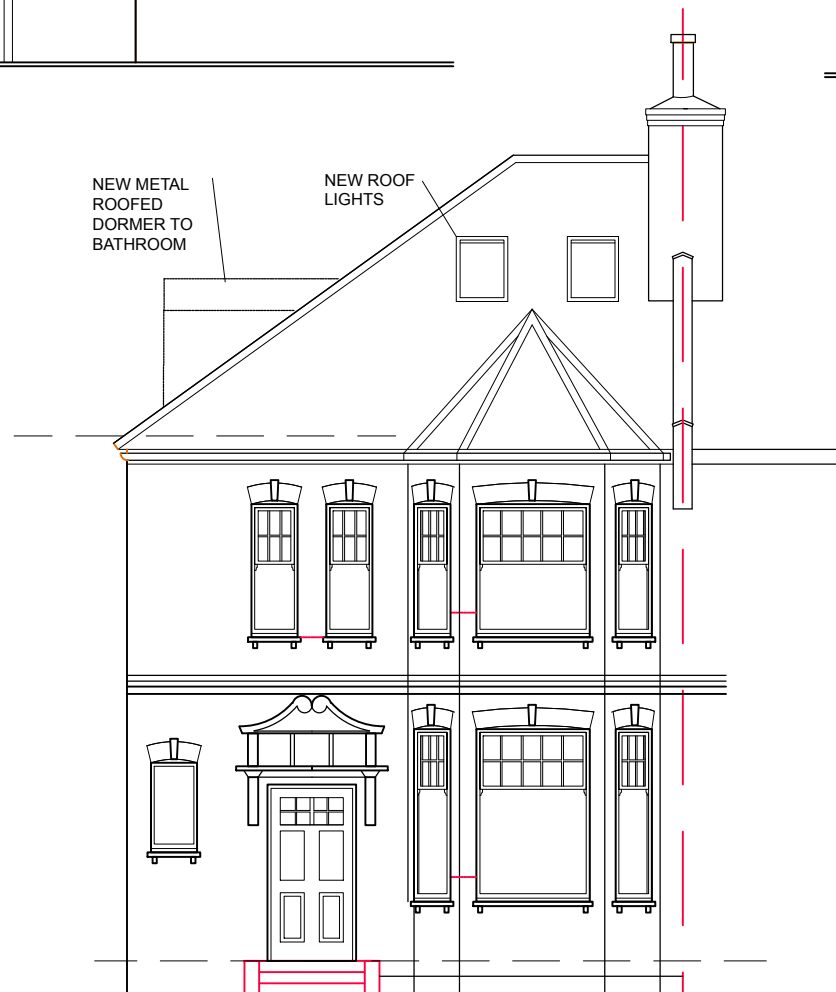 NEW METAL
ROOFED
DORMER TO
BATHROOM
NEW ROOF
LIGHTS